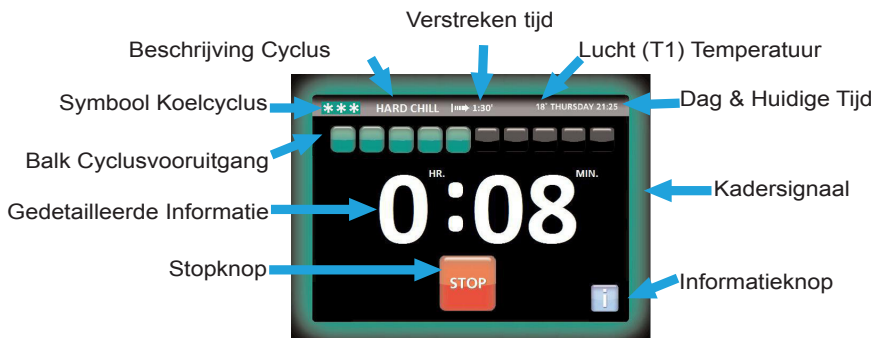 Verstreken tijd
Beschrijving Cyclus
Lucht (T1) Temperatuur
Symbool Koelcyclus
*** HARD CHILL 1:30' 18° THURSDAY 21:25
Dag & Huidige Tijd
Balk Cyclusvooruitgang
HR. MIN.
0:08
Kadersignaal
Gedetailleerde Informatie
Stopknop
STOP
i
Informatieknop